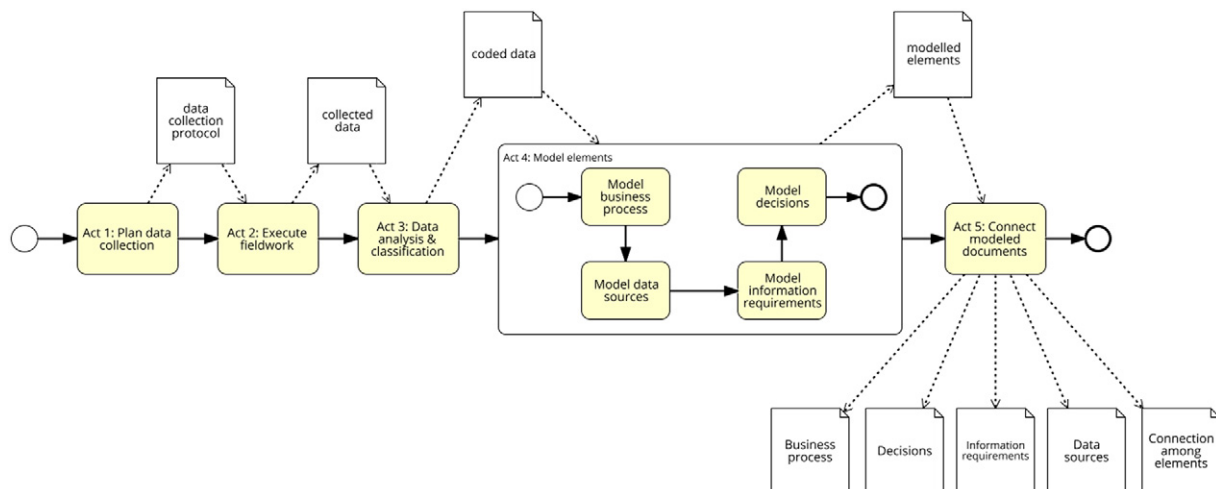 coded data
modelled
elements
data
collection
protocol
collected
data
Act 4: Model elements
Model
business
process
Model
decisions
Act 1: Plan data
collection
Act 2: Execute
fieldwork
Act 3: Data
analysis &
classification
Act 5: Connect
modeled
documents
Model data
sources
Model
information
requirements
Business
process
Decisions
Information
requirements
Data
sources
Connection
among
elements